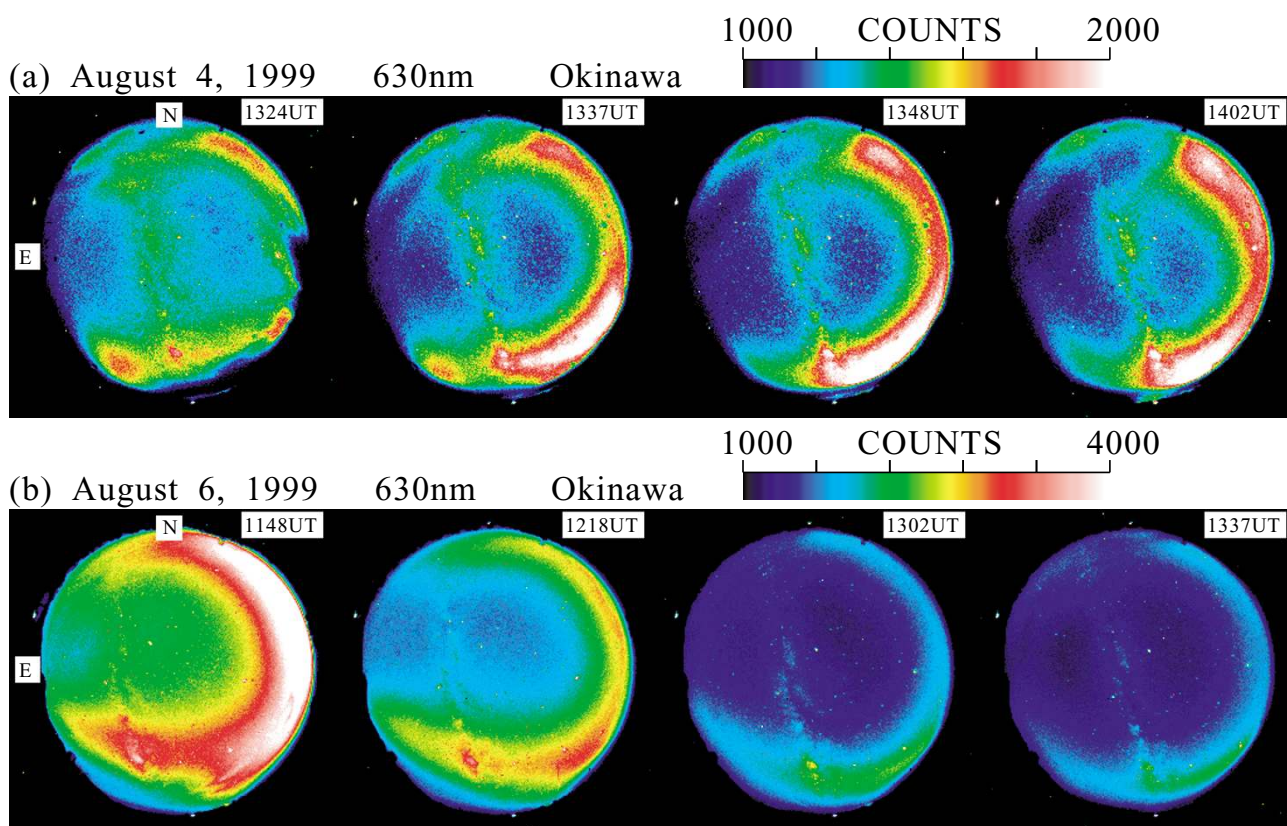 1000 COUNTS 2000
(a) August 4, 1999 630nm Okinawa
N 1324UT 1337UT 1348UT 1402UT
E
1000 COUNTS 4000
(b) August 6, 1999 630nm Okinawa
N 1148UT 1218UT 1302UT 1337UT
E